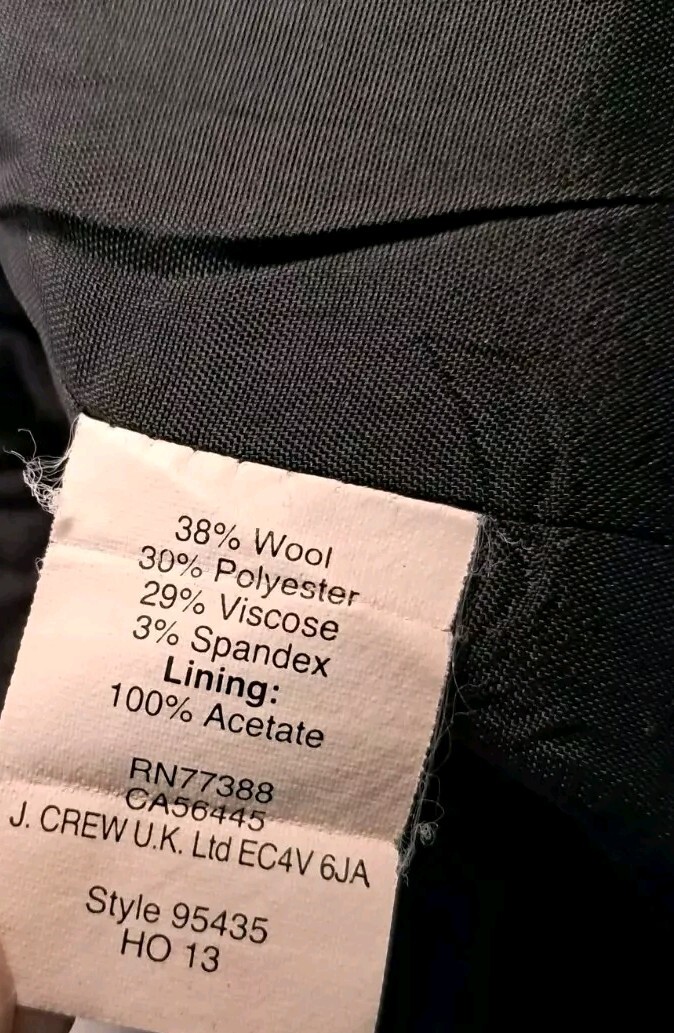 38% Wool
30% Polyester
29% Viscose
3% Spandex
Lining:
100% Acetate
RN77388
CA56445
J. CREW U.K. Ltd EC4V 6JA
Style 95435
HO 13